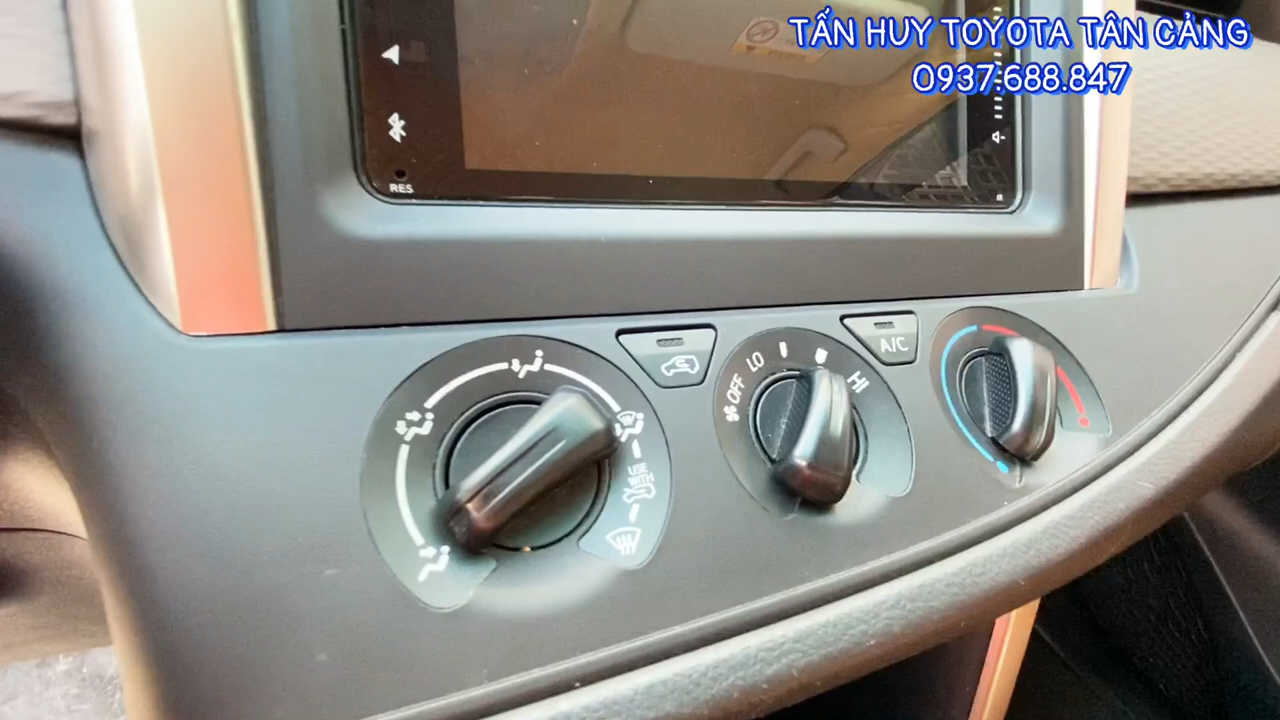 TẤN HUY TOYOTA TÂN CẢNG
0937.688.847
RES
OFF
LO
HI
A/C
USE
WITH